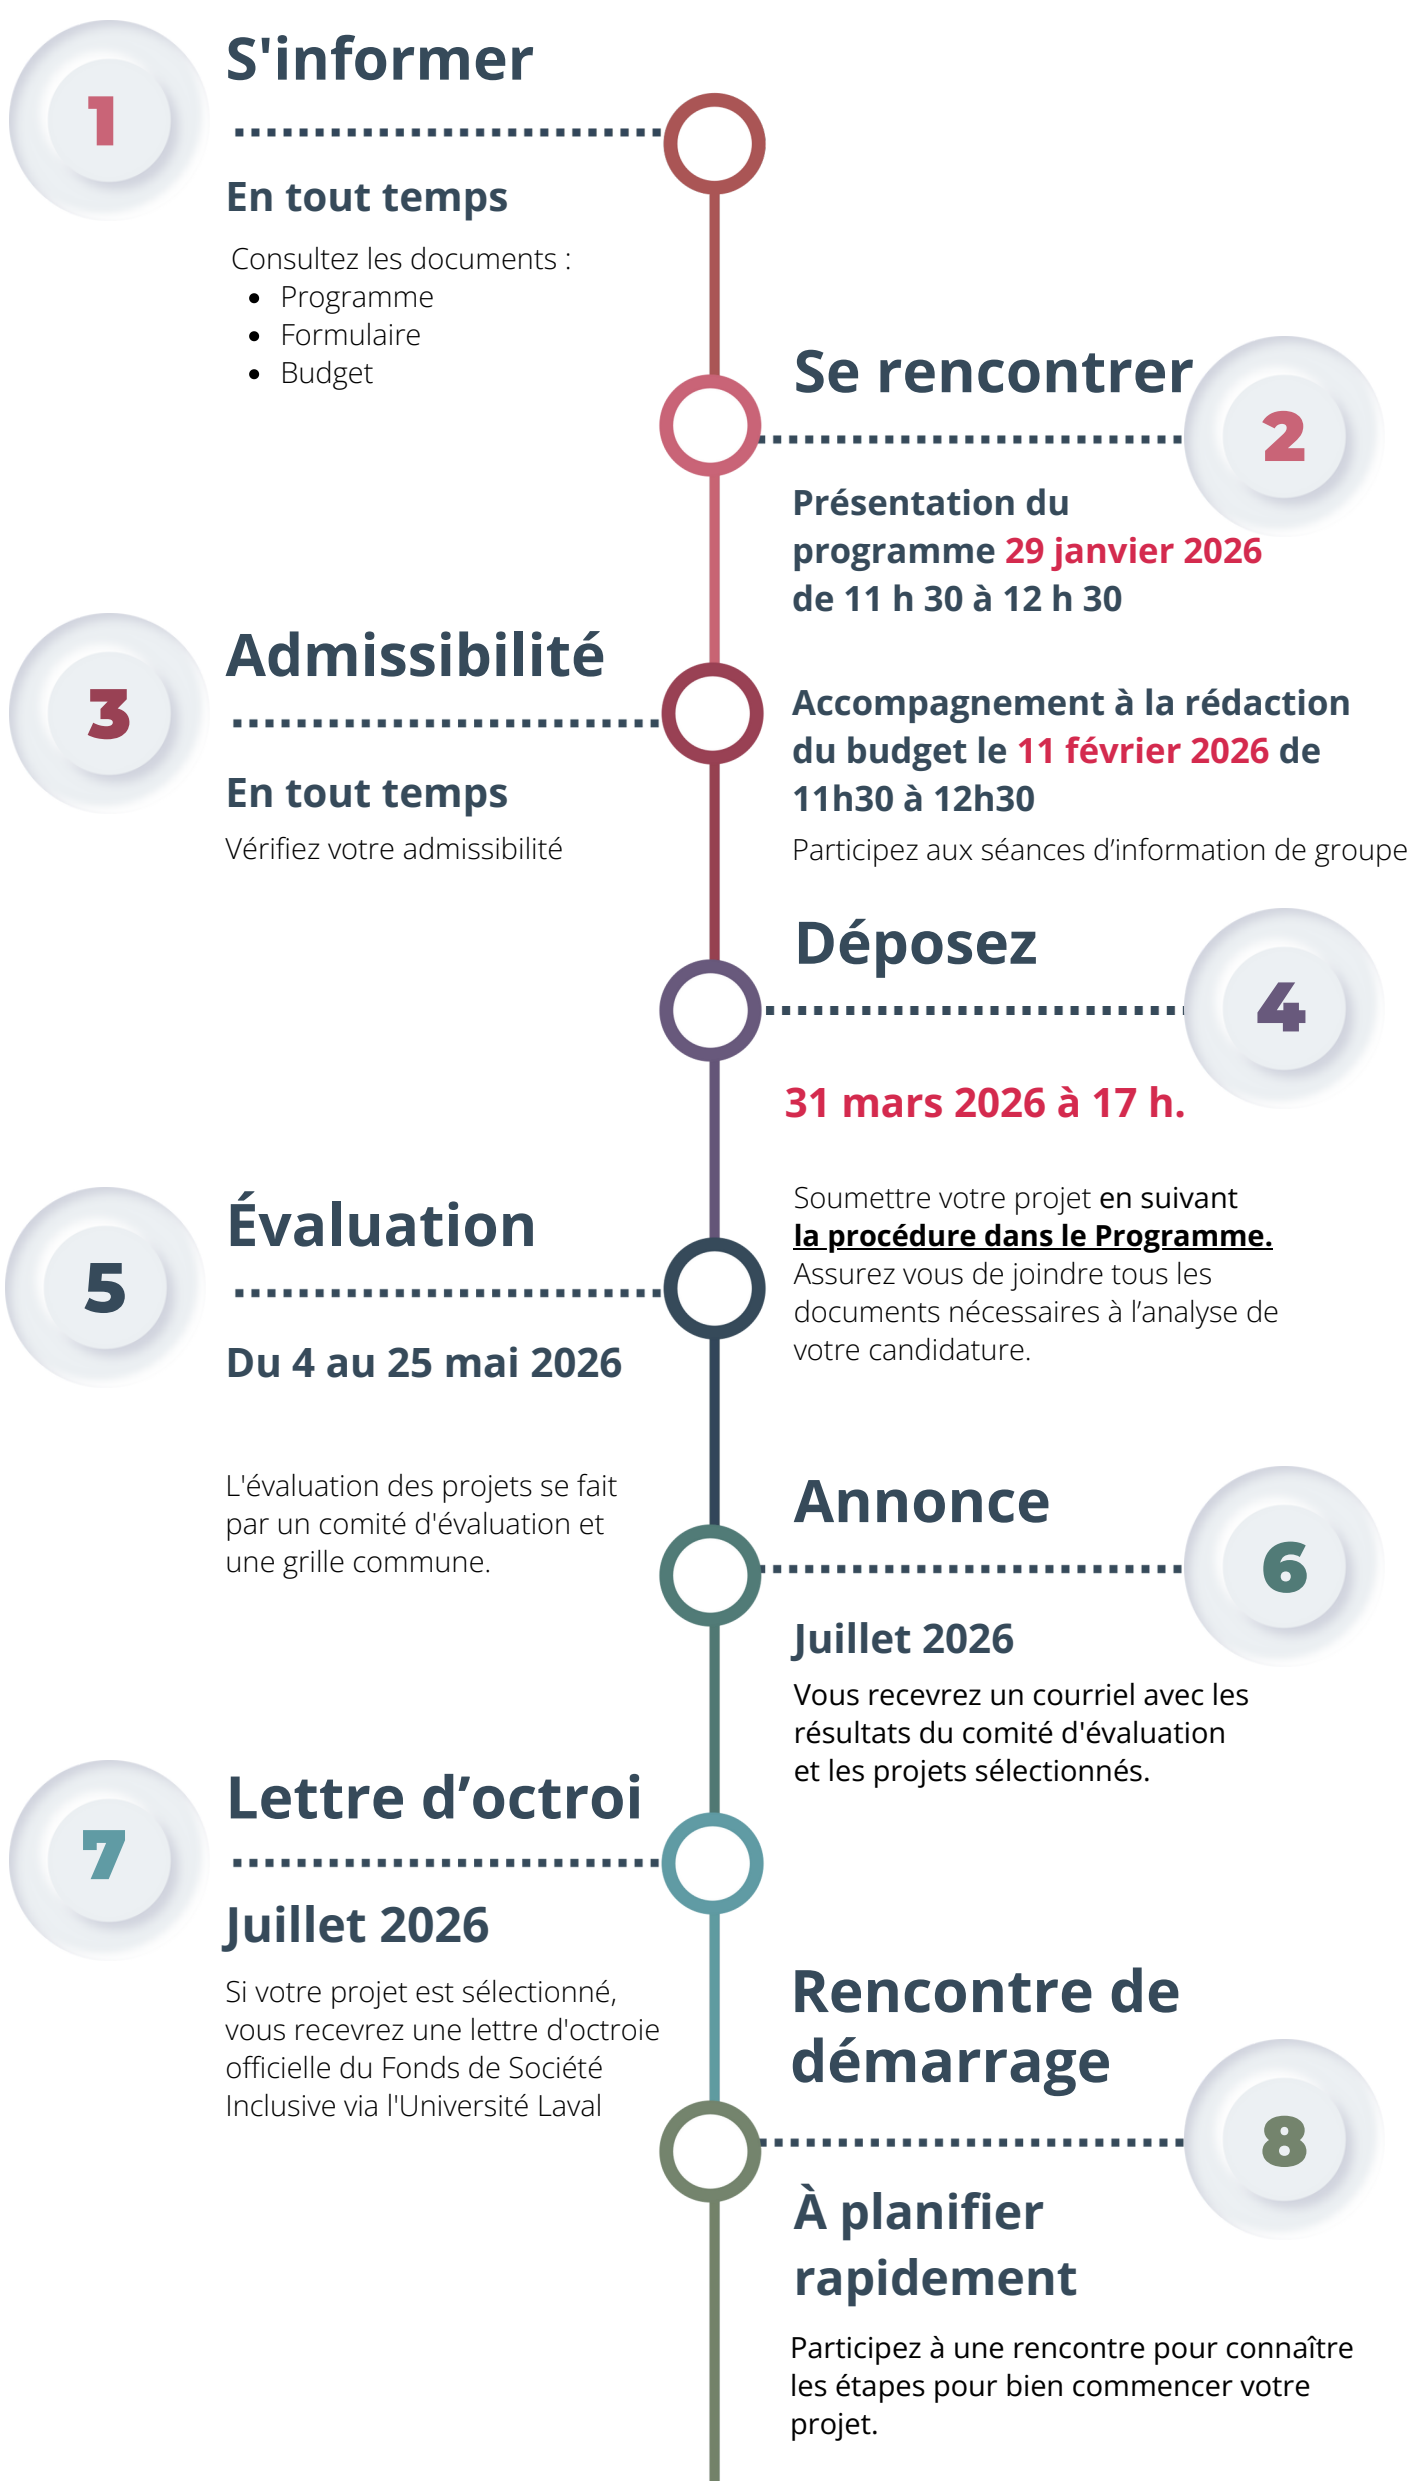 1
S'informer
En tout temps
Consultez les documents :
• Programme
• Formulaire
• Budget
2
Se rencontrer
Présentation du
programme 29 janvier 2026
de 11 h 30 à 12 h 30
Accompagnement à la rédaction
du budget le 11 février 2026 de
11h30 à 12h30
Participez aux séances d’information de groupe
3
Admissibilité
En tout temps
Vérifiez votre admissibilité
4
Déposez
31 mars 2026 à 17 h.
Soumettre votre projet en suivant
la procédure dans le Programme.
Assurez vous de joindre tous les
documents nécessaires à l’analyse de
votre candidature.
5
Évaluation
Du 4 au 25 mai 2026
L'évaluation des projets se fait
par un comité d'évaluation et
une grille commune.
6
Annonce
Juillet 2026
Vous recevrez un courriel avec les
résultats du comité d'évaluation
et les projets sélectionnés.
7
Lettre d’octroi
Juillet 2026
Si votre projet est sélectionné,
vous recevrez une lettre d'octroie
officielle du Fonds de Société
Inclusive via l'Université Laval
8
Rencontre de
démarrage
À planifier
rapidement
Participez à une rencontre pour connaître
les étapes pour bien commencer votre
projet.